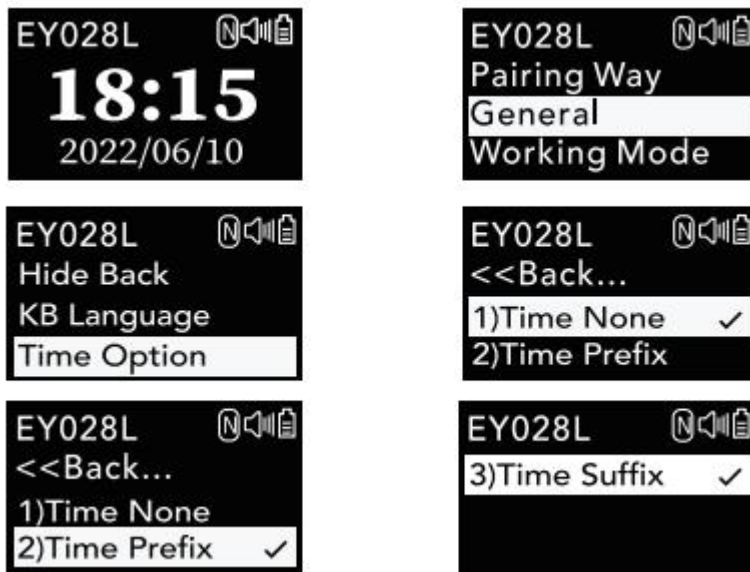 EY028L N
18:15
2022/06/10
EY028L N
Pairing Way
General
Working Mode
EY028L N
Hide Back
KB Language
Time Option
EY028L N
<<Back...
1)Time None ✓
2)Time Prefix
EY028L N
<<Back...
1)Time None
2)Time Prefix ✓
EY028L N
3)Time Suffix ✓